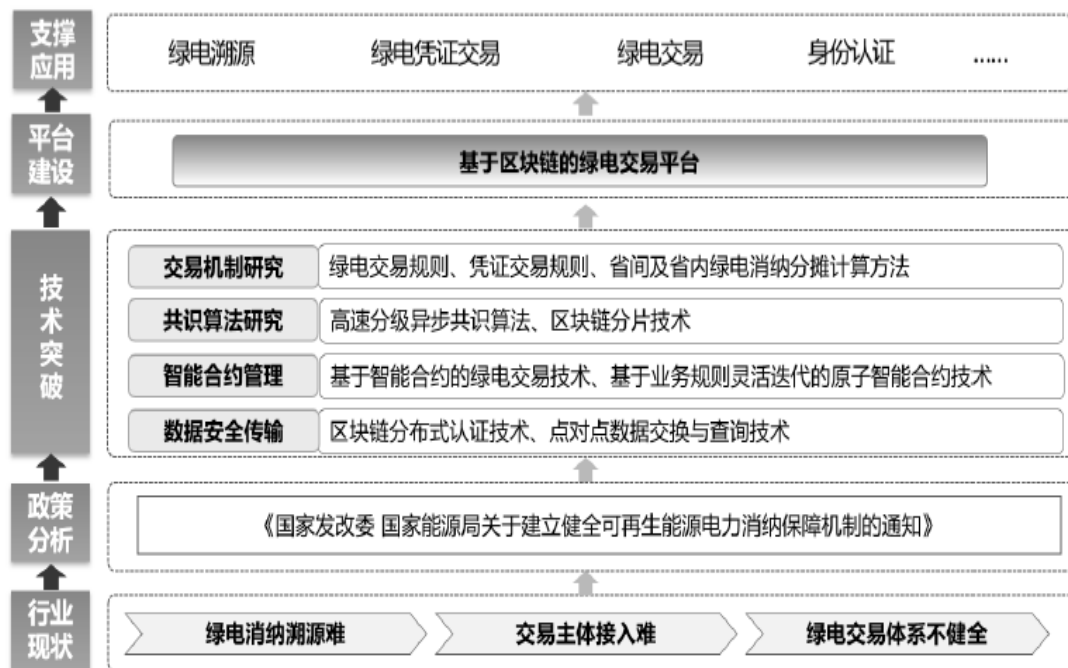 支撑
应用
绿电溯源 绿电凭证交易 绿电交易 身份认证 ……
平台
建设
基于区块链的绿电交易平台
技
术
突
破
交易机制研究 绿电交易规则、凭证交易规则、省间及省内绿电消纳分摊计算方法
共识算法研究 高速分级异步共识算法、区块链分片技术
智能合约管理 基于智能合约的绿电交易技术、基于业务规则灵活迭代的原子智能合约技术
数据安全传输 区块链分布式认证技术、点对点数据交换与查询技术
政策
分析
《国家发改委 国家能源局关于建立健全可再生能源电力消纳保障机制的通知》
行业
现状
绿电消纳溯源难 交易主体接入难 绿电交易体系不健全